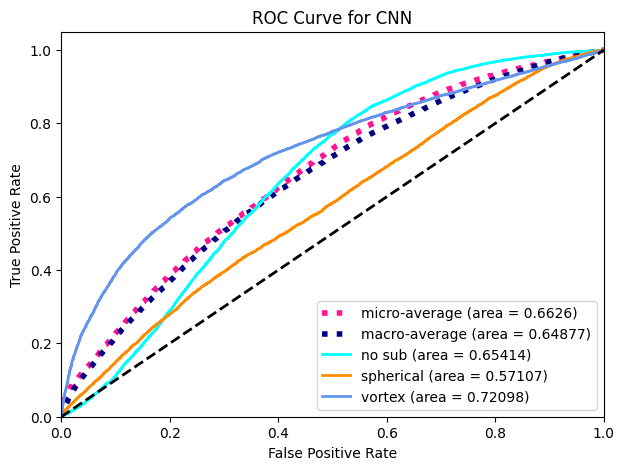 ROC Curve for CNN
True Positive Rate
1.0
0.8
0.6
0.4
0.2
0.0
micro-average (area = 0.6626)
macro-average (area = 0.64877)
no sub (area = 0.65414)
spherical (area = 0.57107)
vortex (area = 0.72098)
0.0 0.2 0.4 0.6 0.8 1.0
False Positive Rate